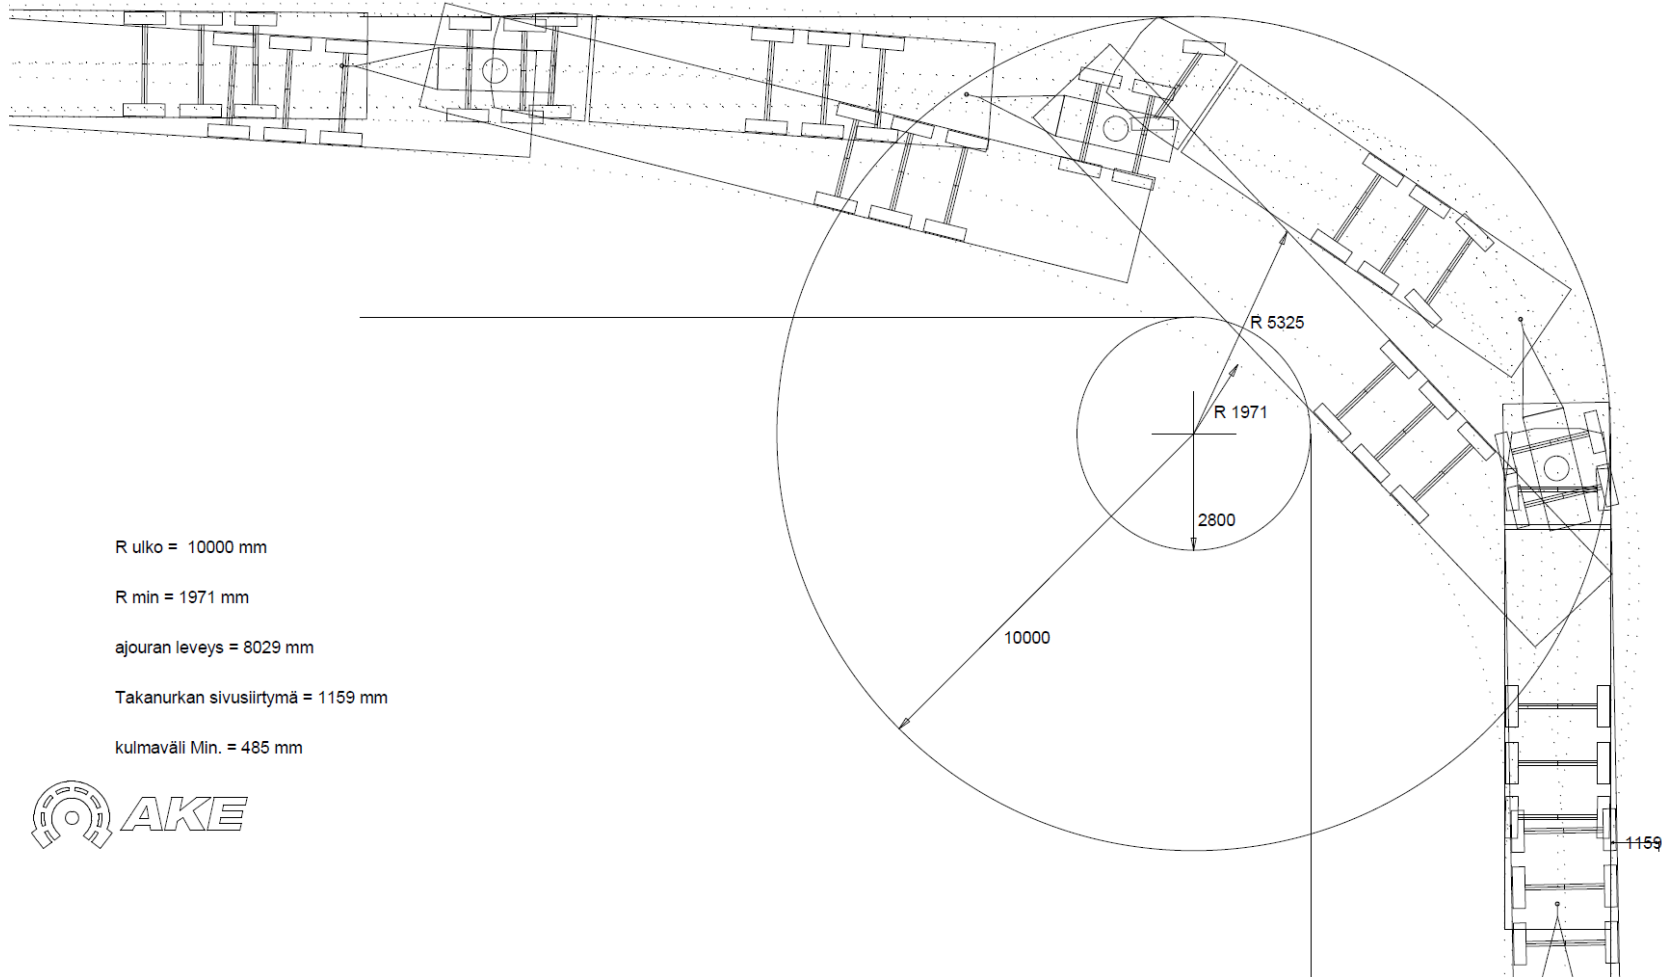 R 5325
R 1971
2800
10000
R ulko = 10000 mm
R min = 1971 mm
ajouran leveys = 8029 mm
Takanurkan sivusiirtymä = 1159 mm
kulmaväli Min. = 485 mm
AKE
1159